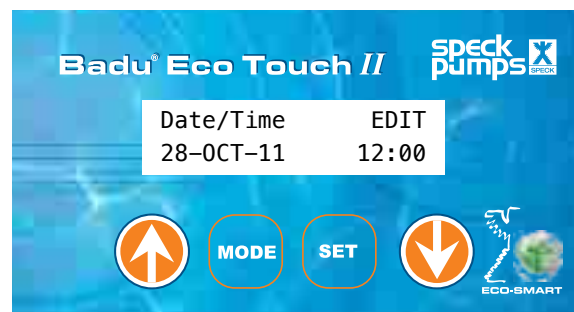 Badu® Eco Touch II
speck pumps
SPECK
Date/Time EDIT
28-OCT-11 12:00
MODE
SET
ECO-SMART